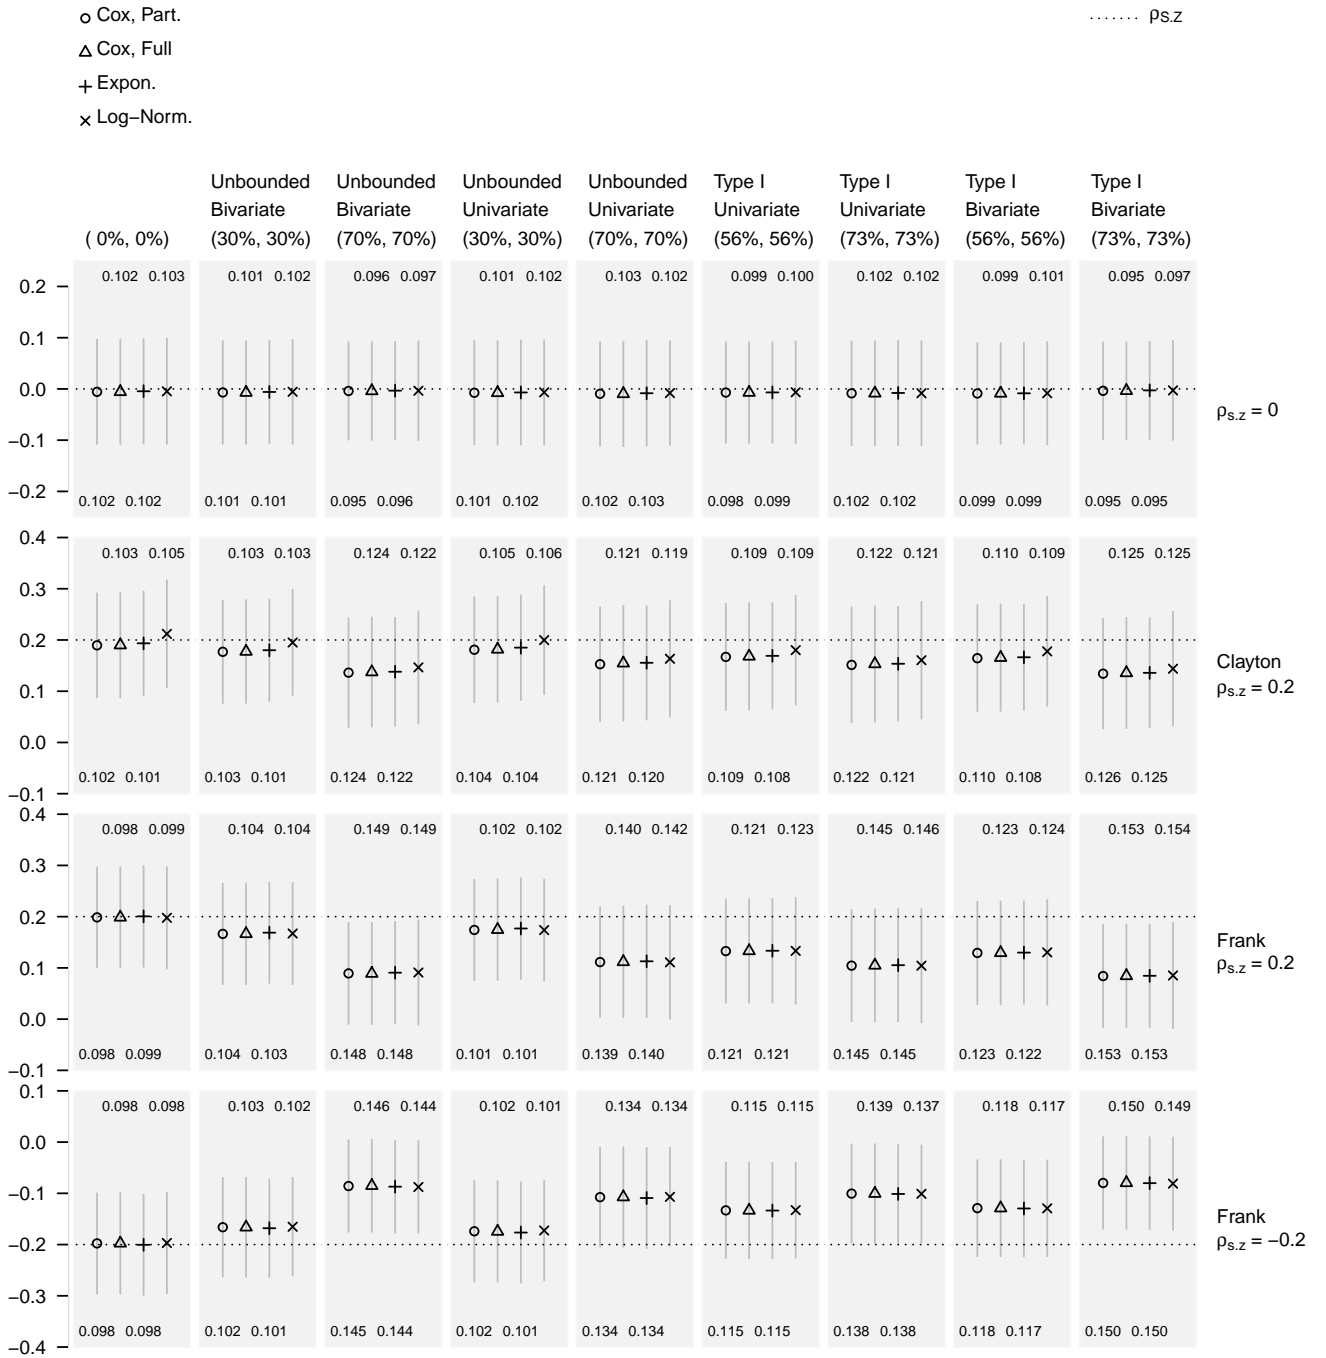 Cox, Part.
Cox, Full
Expon.
Log−Norm.
ρS.Z
Unbounded Unbounded Unbounded Unbounded Type I Type I Type I Type I
Bivariate Bivariate Univariate Univariate Univariate Univariate Bivariate Bivariate
( 0%, 0%) (30%, 30%) (70%, 70%) (30%, 30%) (70%, 70%) (56%, 56%) (73%, 73%) (56%, 56%) (73%, 73%)
0.102 0.103 0.101 0.102 0.096 0.097 0.101 0.102 0.103 0.102 0.099 0.100 0.102 0.102 0.099 0.101 0.095 0.097
0.2
0.1
0.0
−0.1
−0.2
ρS.Z = 0
0.102 0.102 0.101 0.101 0.095 0.096 0.101 0.102 0.102 0.103 0.098 0.099 0.102 0.102 0.099 0.099 0.095 0.095
0.4
0.103 0.105 0.103 0.103 0.124 0.122 0.105 0.106 0.121 0.119 0.109 0.109 0.122 0.121 0.110 0.109 0.125 0.125
0.3
0.2
0.1
0.0
Clayton
ρS.Z = 0.2
0.102 0.101 0.103 0.101 0.124 0.122 0.104 0.104 0.121 0.120 0.109 0.108 0.122 0.121 0.110 0.108 0.126 0.125
−0.1
0.4
0.098 0.099 0.104 0.104 0.149 0.149 0.102 0.102 0.140 0.142 0.121 0.123 0.145 0.146 0.123 0.124 0.153 0.154
0.3
0.2
0.1
0.0
Frank
ρS.Z = 0.2
0.098 0.099 0.104 0.103 0.148 0.148 0.101 0.101 0.139 0.140 0.121 0.121 0.145 0.145 0.123 0.122 0.153 0.153
−0.1
0.1
0.098 0.098 0.103 0.102 0.146 0.144 0.102 0.101 0.134 0.134 0.115 0.115 0.139 0.137 0.118 0.117 0.150 0.149
0.0
−0.1
−0.2
−0.3
Frank
ρS.Z = −0.2
0.098 0.098 0.102 0.101 0.145 0.144 0.102 0.101 0.134 0.134 0.115 0.115 0.138 0.138 0.118 0.117 0.150 0.150
−0.4